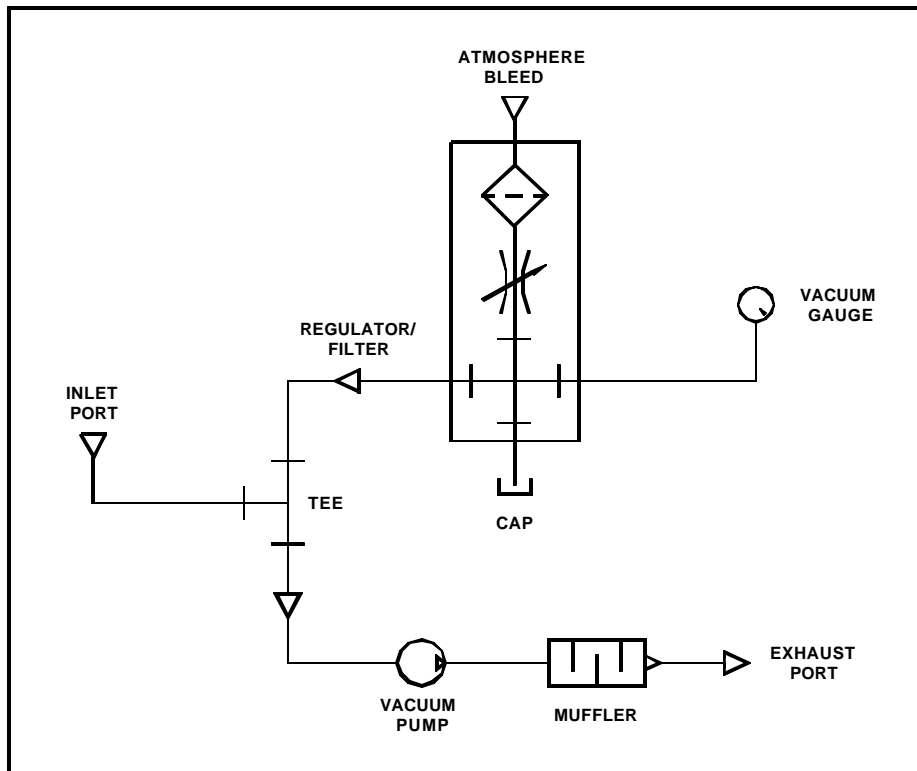 ATMOSPHERE
BLEED
VACUUM
GAUGE
REGULATOR/
FILTER
INLET
PORT
TEE
CAP
EXHAUST
PORT
VACUUM
PUMP
MUFFLER